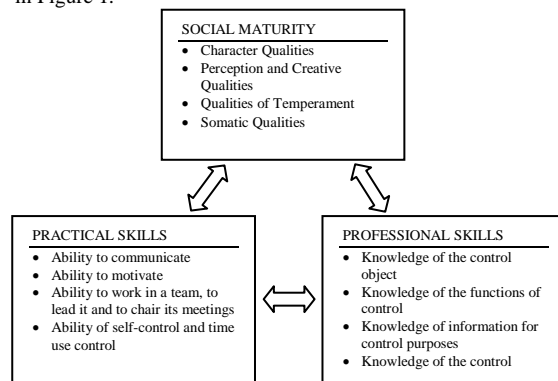 in Figure 1.
SOCIAL MATURITY
• Character Qualities
• Perception and Creative
Qualities
• Qualities of Temperament
• Somatic Qualities
PRACTICAL SKILLS
• Ability to communicate
• Ability to motivate
• Ability to work in a team, to
lead it and to chair its meetings
• Ability of self-control and time
use control
PROFESSIONAL SKILLS
• Knowledge of the control
object
• Knowledge of the functions of
control
• Knowledge of information for
control purposes
• Knowledge of the control